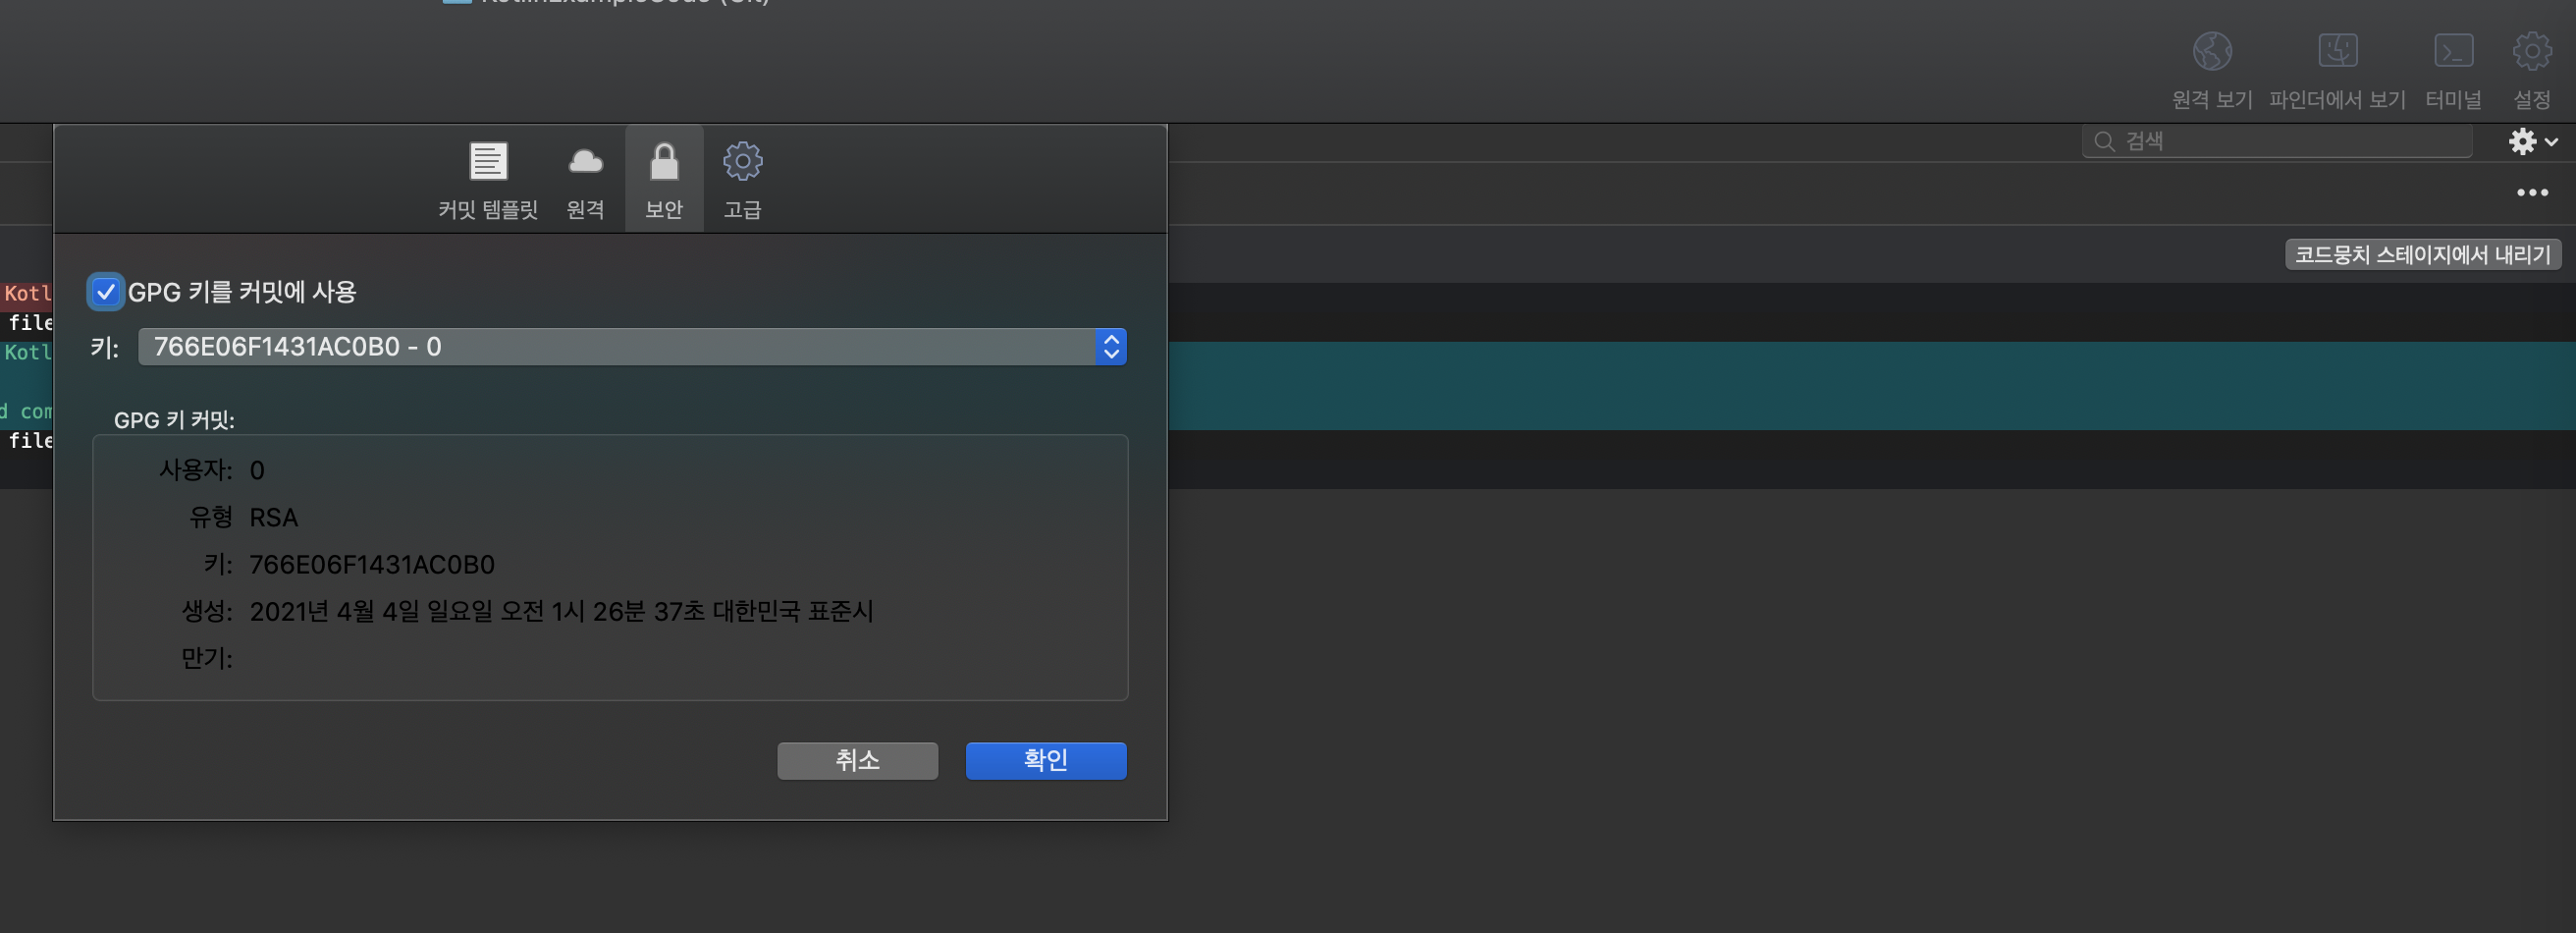 원격 보기 파인더에서 보기 터미널 설정
검색
커밋 템플릿 원격 보안 고급
코드뭉치 스테이지에서 내리기
GPG 키를 커밋에 사용
키: 766E06F1431AC0B0 - 0
Kotl
file
Kotl
d com
file
GPG 키 커밋:
사용자: 0
유형 RSA
키: 766E06F1431AC0B0
생성: 2021년 4월 4일 일요일 오전 1시 26분 37초 대한민국 표준시
만기:
취소 확인